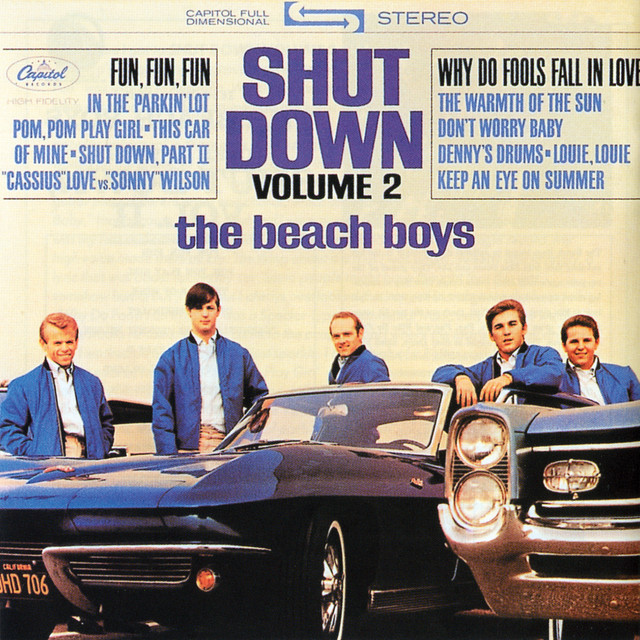 CAPITOL FULL
DIMENSIONAL
STEREO
Capitol
RECORDS
HIGH FIDELITY
FUN, FUN, FUN
IN THE PARKIN' LOT
POM, POM PLAY GIRL ▪ THIS CAR
OF MINE ▪ SHUT DOWN, PART II
"CASSIUS" LOVE vs. "SONNY" WILSON
SHUT
DOWN
VOLUME 2
WHY DO FOOLS FALL IN LOVE
THE WARMTH OF THE SUN
DON'T WORRY BABY
DENNY'S DRUMS ▪ LOUIE, LOUIE
KEEP AN EYE ON SUMMER
the beach boys
CALIFORNIA
HD 706